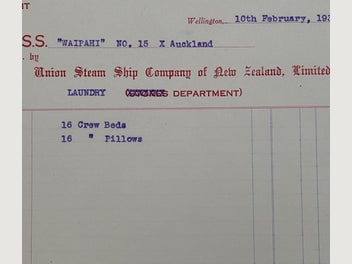 Wellington, 10th February, 193
S.S. "WAIPAHI" NO. 15 X Auckland
by
Union Steam Ship Company of New Zealand, Limited
LAUNDRY DEPARTMENT)
16 Crew Beds
16 " Pillows